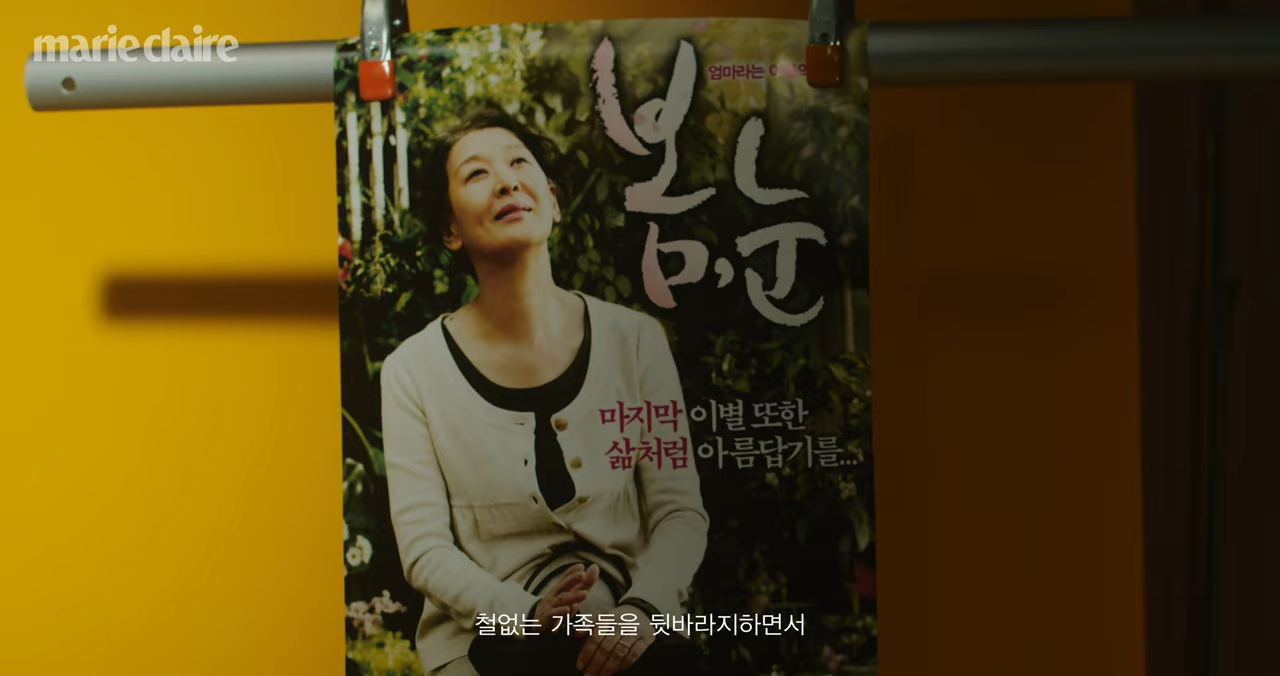 marie claire
엄마라는
봄, 눈
마지막 이별 또한
삶처럼 아름답기를...
철없는 가족들을 뒷바라지하면서